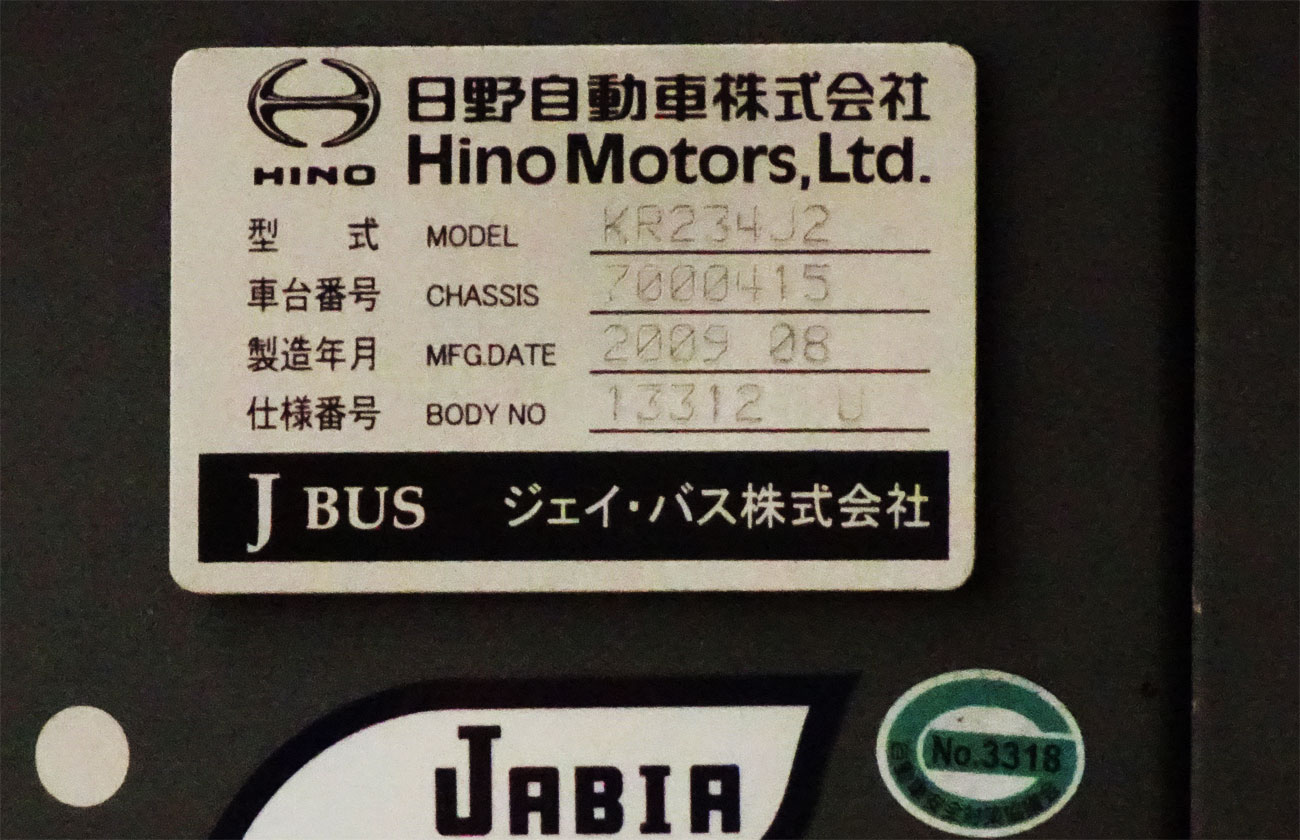 日野自動車株式会社
HINO Hino Motors, Ltd.
型 式 MODEL KR234J2
車台番号 CHASSIS 7000415
製造年月 MFG.DATE 2009 08
仕様番号 BODY NO 13312 U
J BUS ジェイ・バス株式会社
JABIA
No.3318